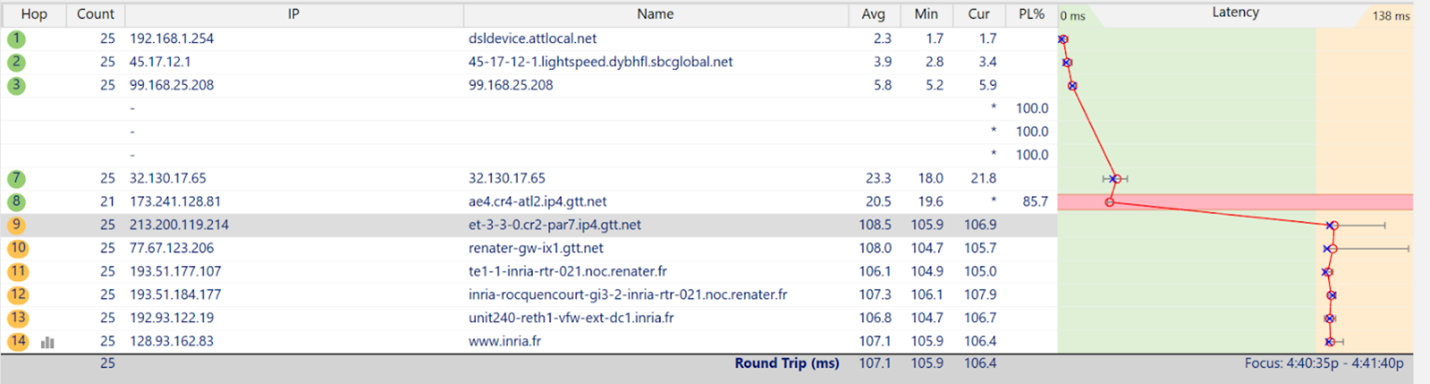 Hop Count IP Name Avg Min Cur PL% 0 ms Latency 138 ms
1 25 192.168.1.254 dsldevice.attlocal.net 2.3 1.7 1.7
2 25 45.17.12.1 45-17-12-1.lightspeed.dybhfl.sbcglobal.net 3.9 2.8 3.4
3 25 99.168.25.208 99.168.25.208 5.8 5.2 5.9
- * 100.0
- * 100.0
- * 100.0
7 25 32.130.17.65 32.130.17.65 23.3 18.0 21.8
8 21 173.241.128.81 ae4.cr4-atl2.ip4.gtt.net 20.5 19.6 * 85.7
9 25 213.200.119.214 et-3-3-0.cr2-par7.ip4.gtt.net 108.5 105.9 106.9
10 25 77.67.123.206 renater-gw-ix1.gtt.net 108.0 104.7 105.7
11 25 193.51.177.107 te1-1-inria-rtr-021.noc.renater.fr 106.1 104.9 105.0
12 25 193.51.184.177 inria-rocquencourt-gi3-2-inria-rtr-021.noc.renater.fr 107.3 106.1 107.9
13 25 192.93.122.19 unit240-reth1-vfw-ext-dc1.inria.fr 106.8 104.7 106.7
14 25 128.93.162.83 www.inria.fr 107.1 105.9 106.4
25 Round Trip (ms) 107.1 105.9 106.4 Focus: 4:40:35p - 4:41:40p